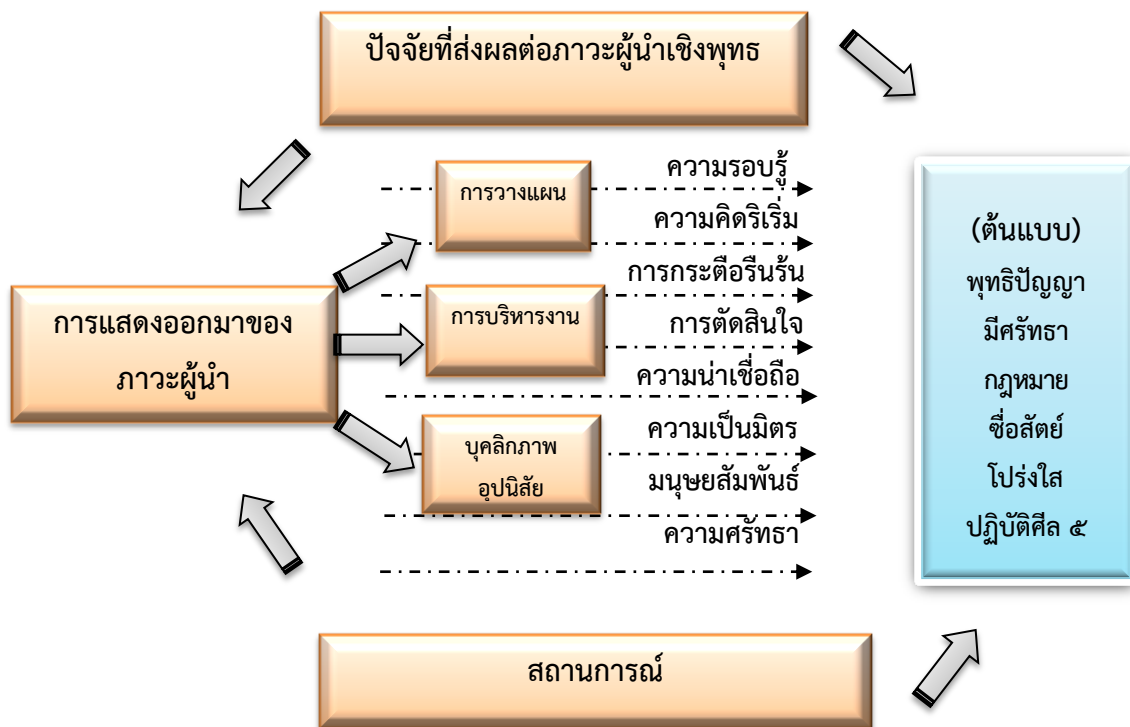 ปัจจัยที่ส่งผลต่อภาวะผู้นำเชิงพุทธ
การแสดงออกมาของ
ภาวะผู้นำ
การวางแผน
การบริหารงาน
บุคลิกภาพ
อุปนิสัย
ความรอบรู้
ความคิดริเริ่ม
การกระตือรืนร้น
การตัดสินใจ
ความน่าเชื่อถือ
ความเป็นมิตร
มนุษยสัมพันธ์
ความศรัทธา
(ต้นแบบ)
พุทธิปัญญา
มีศรัทธา
กฎหมาย
ซื่อสัตย์
โปร่งใส
ปฏิบัติศีล ๕
สถานการณ์